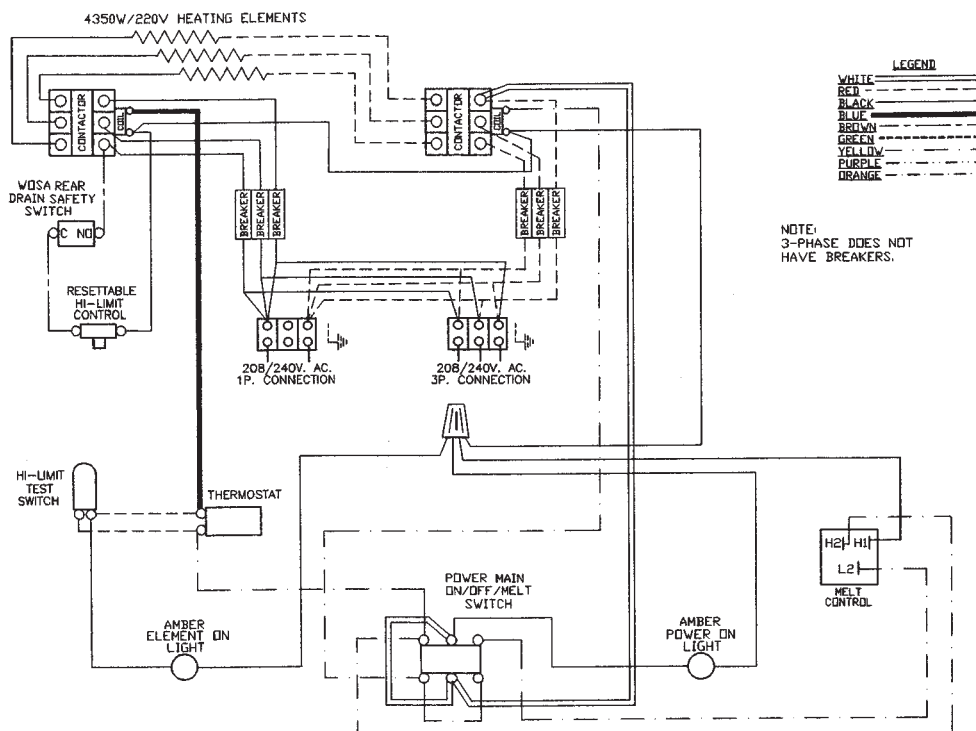 4350W/220V HEATING ELEMENTS
LEGEND
WHITE
RED
BLACK
BLUE
BROWN
GREEN
YELLOW
PURPLE
ORANGE
CONTACTOR
COIL
CONTACTOR
COIL
WOSA REAR
DRAIN SAFETY
SWITCH
C NO
BREAKER
BREAKER
BREAKER
BREAKER
BREAKER
BREAKER
NOTE:
3-PHASE DOES NOT
HAVE BREAKERS.
RESETTABLE
HI-LIMIT
CONTROL
208/240V. AC.
1P. CONNECTION
208/240V. AC.
3P. CONNECTION
HI-LIMIT
TEST
SWITCH
THERMOSTAT
H2 H1
L2
MELT
CONTROL
POWER MAIN
ON/OFF/MELT
SWITCH
AMBER
ELEMENT ON
LIGHT
AMBER
POWER ON
LIGHT